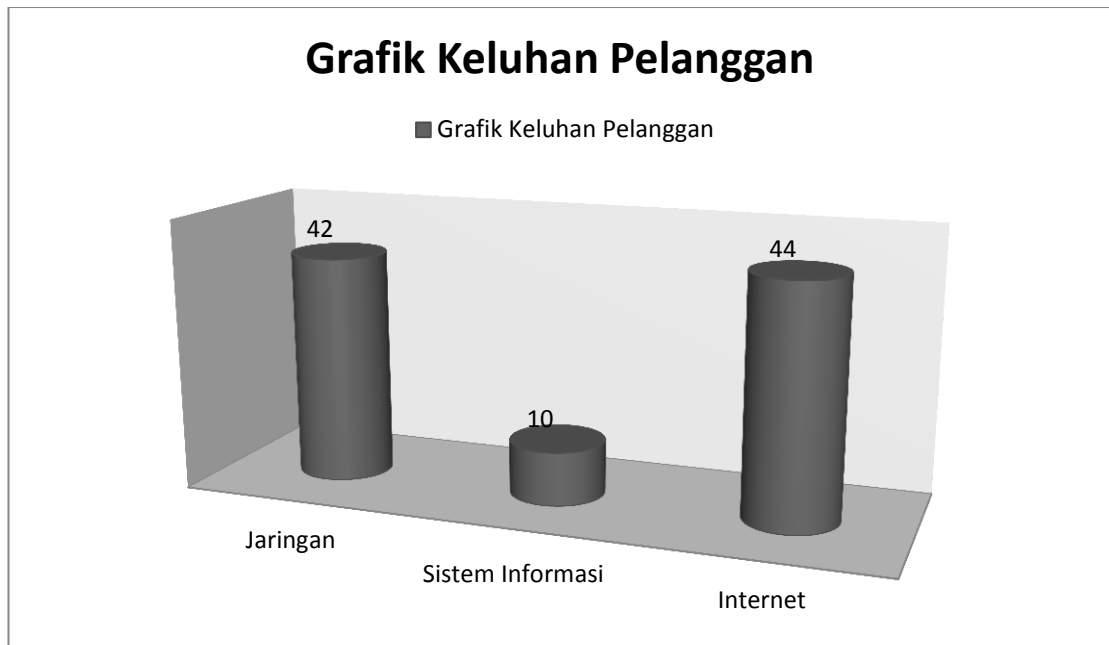 Grafik Keluhan Pelanggan
Grafik Keluhan Pelanggan
42
44
10
Jaringan
Sistem Informasi
Internet